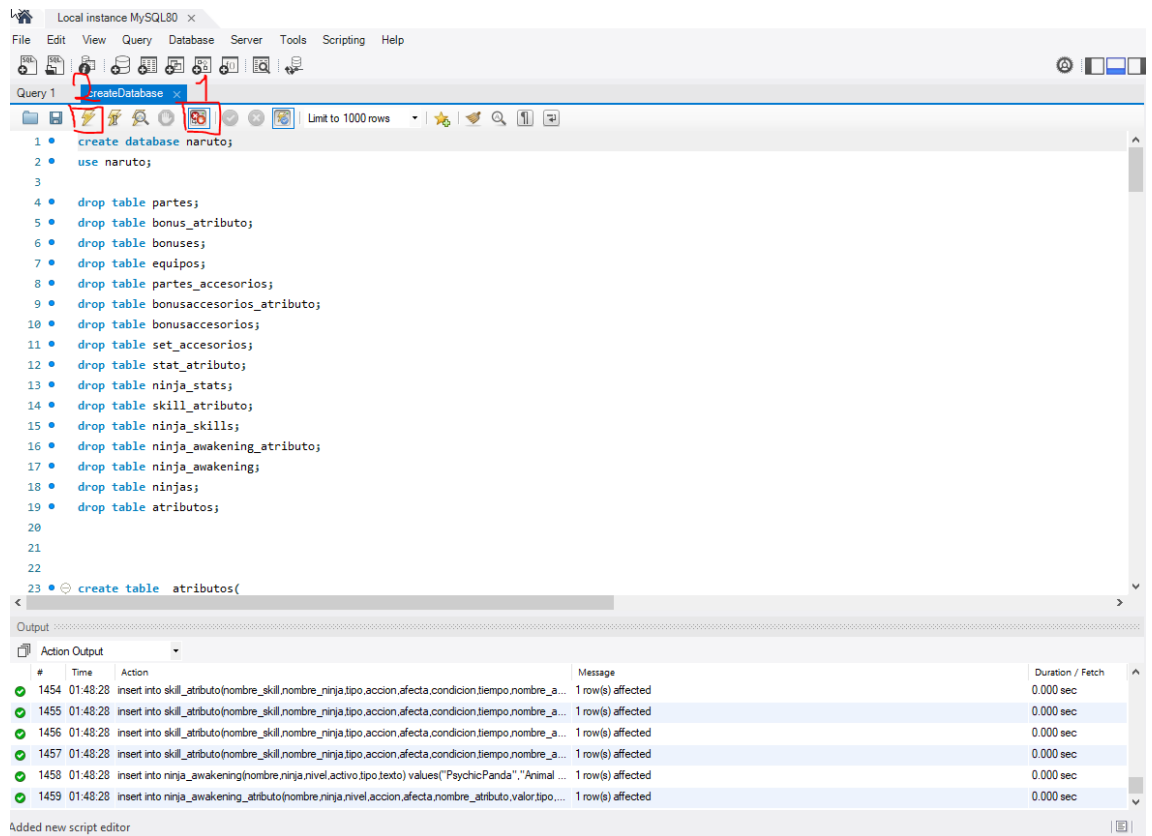 Local instance MySQL80 ×
File Edit View Query Database Server Tools Scripting Help
2 1
Query 1 createDatabase ×
Limit to 1000 rows
1 create database naruto;
2 use naruto;
3
4 drop table partes;
5 drop table bonus_atributo;
6 drop table bonuses;
7 drop table equipos;
8 drop table partes_accesorios;
9 drop table bonusaccesorios_atributo;
10 drop table bonusaccesorios;
11 drop table set_accesorios;
12 drop table stat_atributo;
13 drop table ninja_stats;
14 drop table skill_atributo;
15 drop table ninja_skills;
16 drop table ninja_awakening_atributo;
17 drop table ninja_awakening;
18 drop table ninjas;
19 drop table atributos;
20
21
22
23 create table atributos(
Output
Action Output
# Time Action Message Duration / Fetch
1454 01:48:28 insert into skill_atributo(nombre_skill,nombre_ninja,tipo,accion,afecta,condicion,tiempo,nombre_a... 1 row(s) affected 0.000 sec
1455 01:48:28 insert into skill_atributo(nombre_skill,nombre_ninja,tipo,accion,afecta,condicion,tiempo,nombre_a... 1 row(s) affected 0.000 sec
1456 01:48:28 insert into skill_atributo(nombre_skill,nombre_ninja,tipo,accion,afecta,condicion,tiempo,nombre_a... 1 row(s) affected 0.000 sec
1457 01:48:28 insert into skill_atributo(nombre_skill,nombre_ninja,tipo,accion,afecta,condicion,tiempo,nombre_a... 1 row(s) affected 0.000 sec
1458 01:48:28 insert into ninja_awakening(nombre,ninja,nivel,activo,tipo,texto) values("PsychicPanda","Animal ... 1 row(s) affected 0.000 sec
1459 01:48:28 insert into ninja_awakening_atributo(nombre,ninja,nivel,accion,afecta,nombre_atributo,valor,tipo,... 1 row(s) affected 0.000 sec
Added new script editor